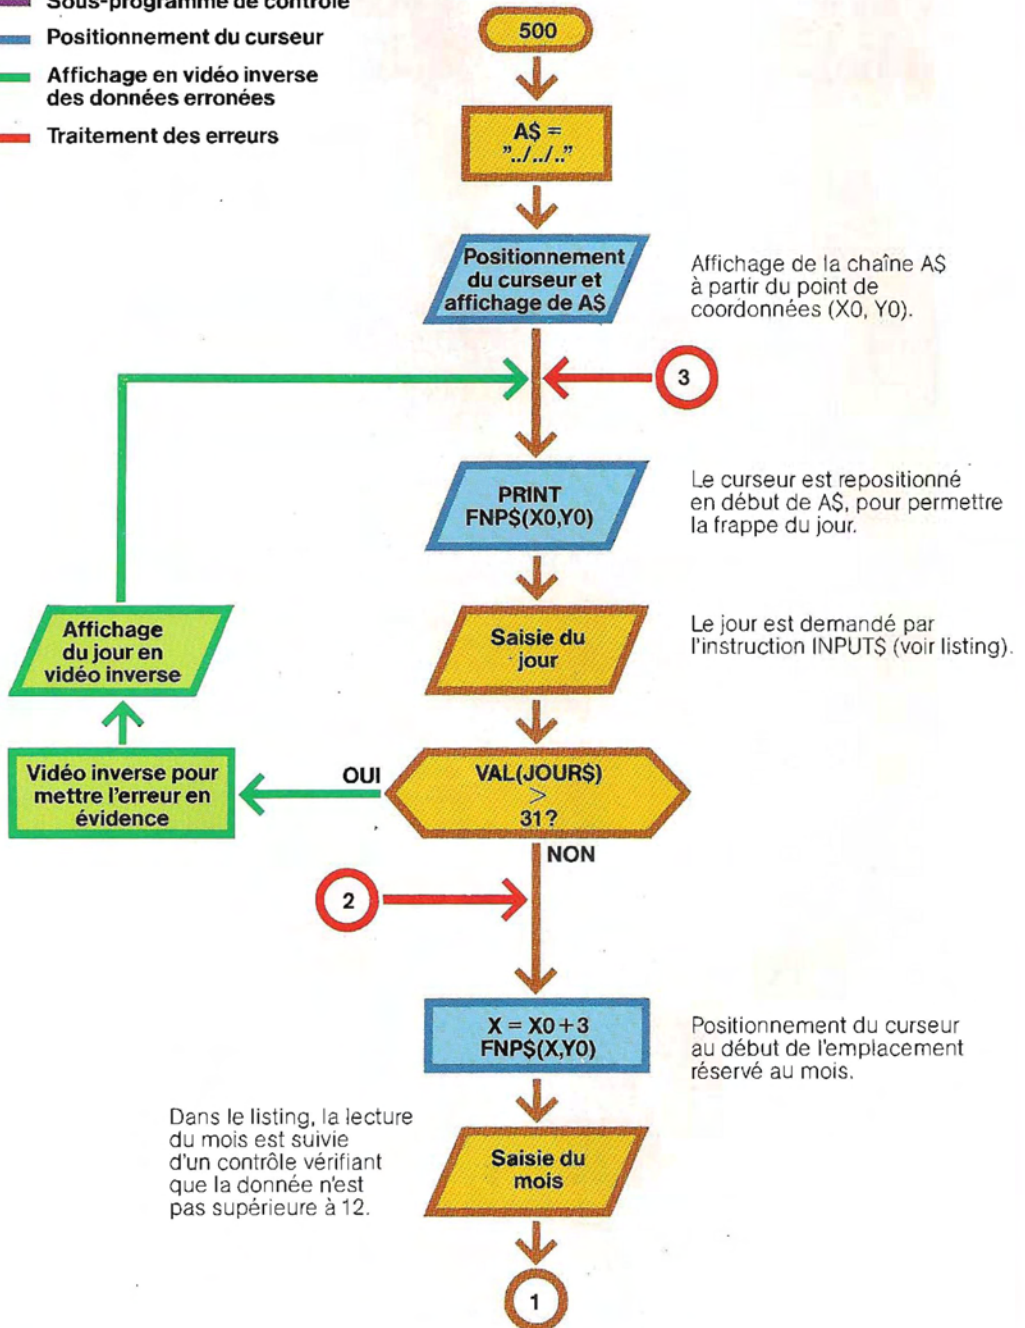 Sous-programme de contrôle
Positionnement du curseur
Affichage en vidéo inverse
des données erronées
Traitement des erreurs
500
A$ =
"../../.."
Positionnement
du curseur et
affichage de A$
Affichage de la chaîne A$
à partir du point de
coordonnées (X0, Y0).
3
PRINT
FNP$(X0,Y0)
Le curseur est repositionné
en début de A$, pour permettre
la frappe du jour.
Affichage
du jour en
vidéo inverse
Saisie du
jour
Le jour est demandé par
l'instruction INPUT$ (voir listing).
Vidéo inverse pour
mettre l'erreur en
évidence
OUI
VAL(JOUR$)
>
31?
NON
2
X = X0+3
FNP$(X,Y0)
Positionnement du curseur
au début de l'emplacement
réservé au mois.
Dans le listing, la lecture
du mois est suivie
d'un contrôle vérifiant
que la donnée n'est
pas supérieure à 12.
Saisie du
mois
1